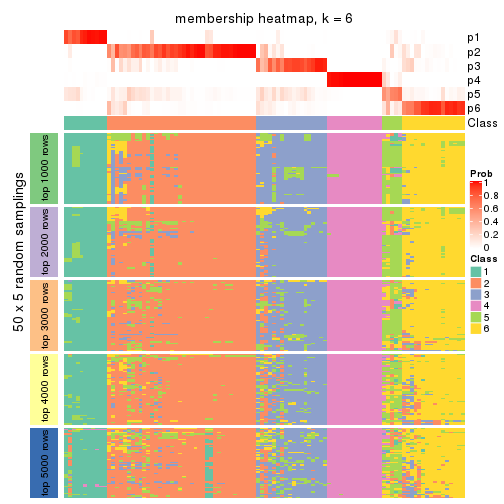 membership heatmap, k = 6
p1
p2
p3
p4
p5
p6
Class
50 x 5 random samplings
top 1000 rows
top 2000 rows
top 3000 rows
top 4000 rows
top 5000 rows
Prob
1
0.8
0.6
0.4
0.2
0
Class
1
2
3
4
5
6